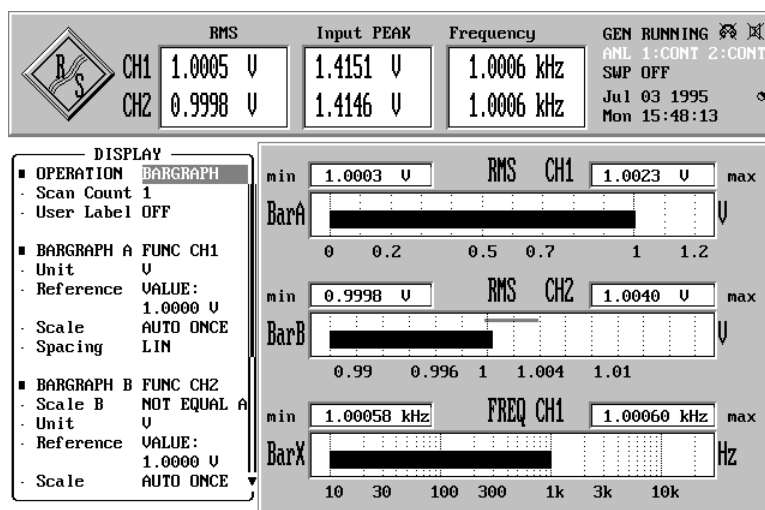 RMS Input PEAK Frequency
R S
CH1 1.0005 V 1.4151 V 1.0006 kHz
CH2 0.9998 V 1.4146 V 1.0006 kHz
GEN RUNNING
ANL 1:CONT 2:CONT
SWP OFF
Jul 03 1995
Mon 15:48:13
DISPLAY
OPERATION BARGRAPH
Scan Count 1
User Label OFF
BARGRAPH A FUNC CH1
Unit V
Reference VALUE:
1.0000 V
Scale AUTO ONCE
Spacing LIN
BARGRAPH B FUNC CH2
Scale B NOT EQUAL A
Unit V
Reference VALUE:
1.0000 V
Scale AUTO ONCE
min 1.0003 V RMS CH1 1.0023 V max
BarA V
0 0.2 0.5 0.7 1 1.2
min 0.9998 V RMS CH2 1.0040 V max
BarB V
0.99 0.996 1 1.004 1.01
min 1.00058 kHz FREQ CH1 1.00060 kHz max
BarX Hz
10 30 100 300 1k 3k 10k